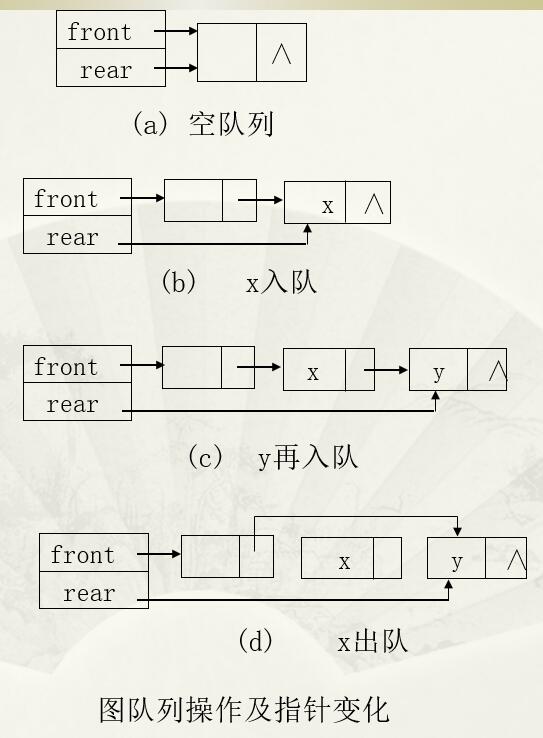 front
rear
∧
(a) 空队列
front
x ∧
rear
(b) x入队
front
x y ∧
rear
(c) y再入队
front
x y ∧
rear
(d) x出队
图队列操作及指针变化